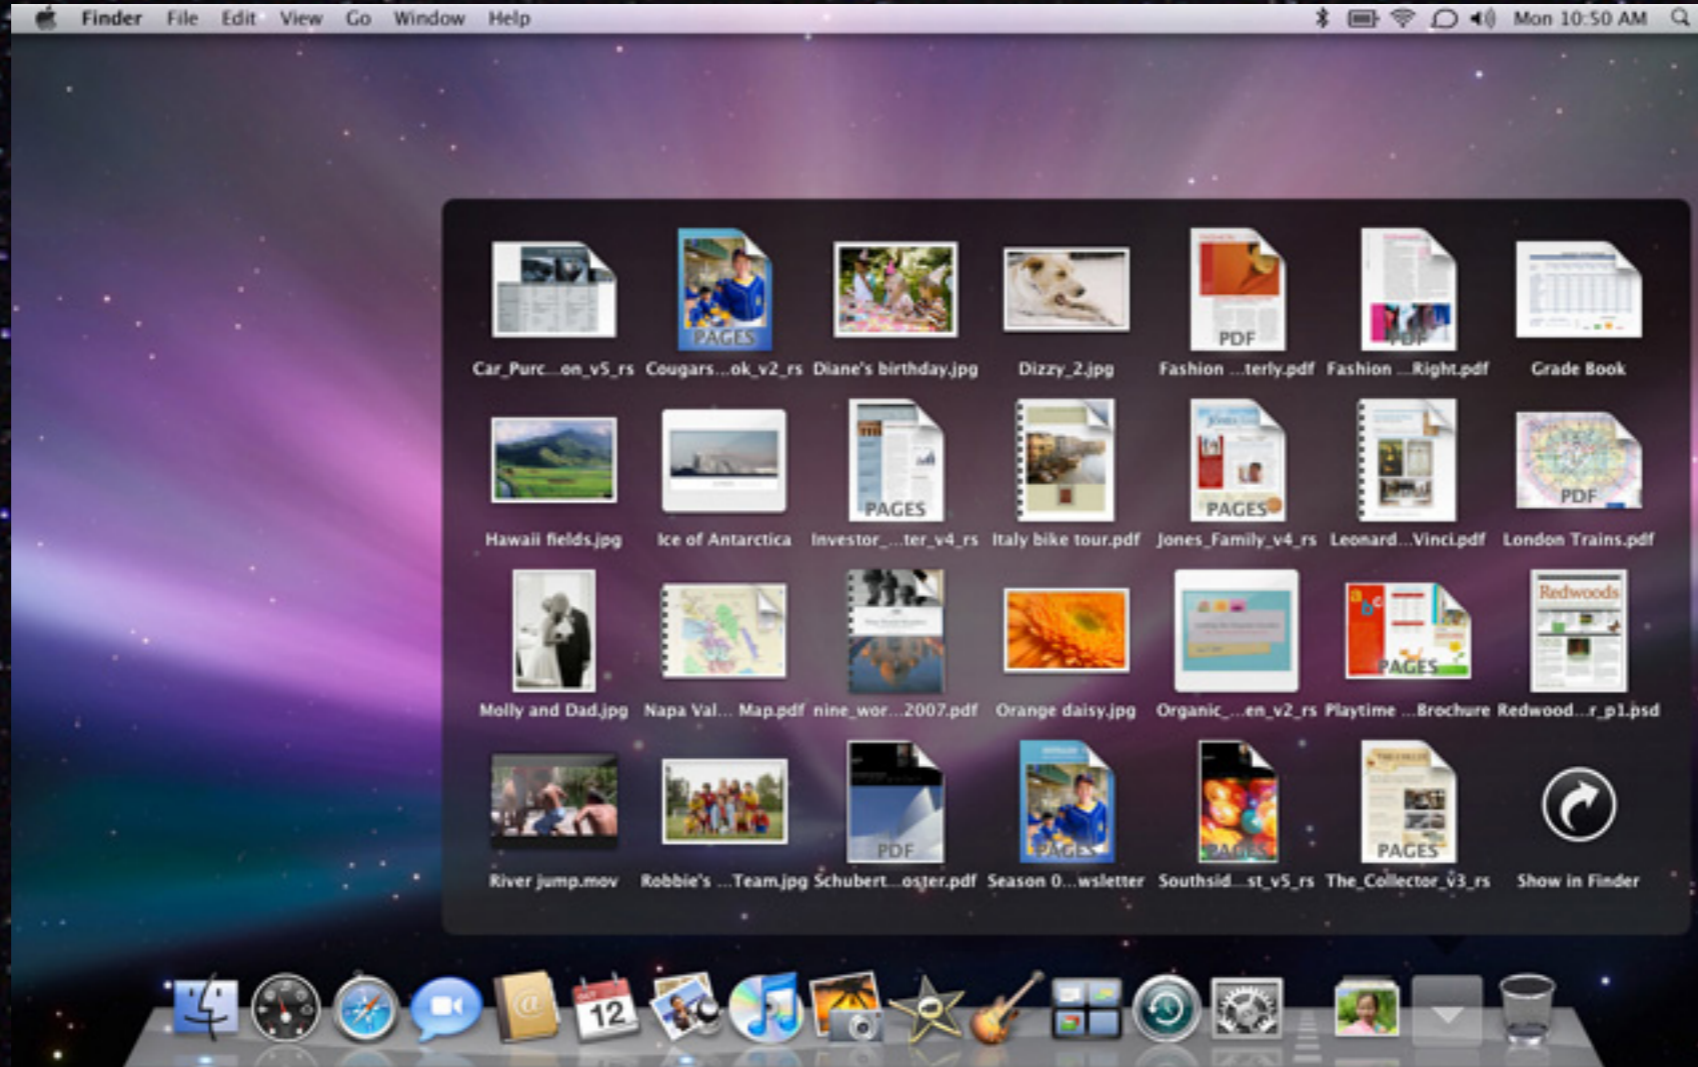 Finder File Edit View Go Window Help Mon 10:50 AM
PAGES PDF PDF
Car_Purc...on_v5_rs Cougars...ok_v2_rs Diane's birthday.jpg Dizzy_2.jpg Fashion ...terly.pdf Fashion ...Right.pdf Grade Book
PAGES PAGES PDF
Hawaii fields.jpg Ice of Antarctica Investor_...ter_v4_rs Italy bike tour.pdf Jones_Family_v4_rs Leonard...Vinci.pdf London Trains.pdf
abc Redwoods
PAGES
Molly and Dad.jpg Napa Val... Map.pdf nine_wor...2007.pdf Orange daisy.jpg Organic_...en_v2_rs Playtime ...Brochure Redwood...r_p1.psd
PDF PAGES PAGES PAGES
River jump.mov Robbie's ...Team.jpg Schubert...oster.pdf Season 0...wsletter Southsid...st_v5_rs The_Collector_v3_rs Show in Finder
@ OCT
12